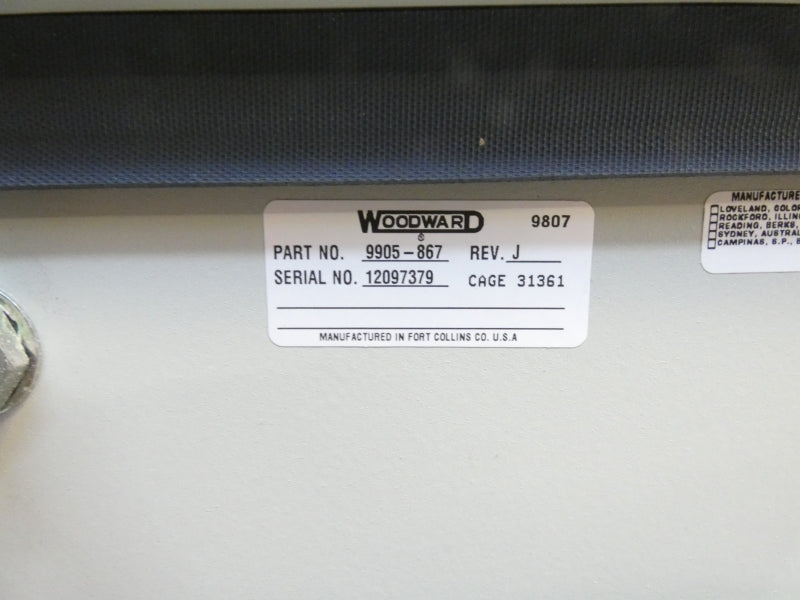 WOODWARD 9807
®
PART NO. 9905-867 REV. J
SERIAL NO. 12097379 CAGE 31361
MANUFACTURED IN FORT COLLINS CO. U.S.A
MANUFACTURE
LOVELAND, COLOR
ROCKFORD, ILLIN
READING, BERKS,
SYDNEY, AUSTRAL
CAMPINAS, S.P., B